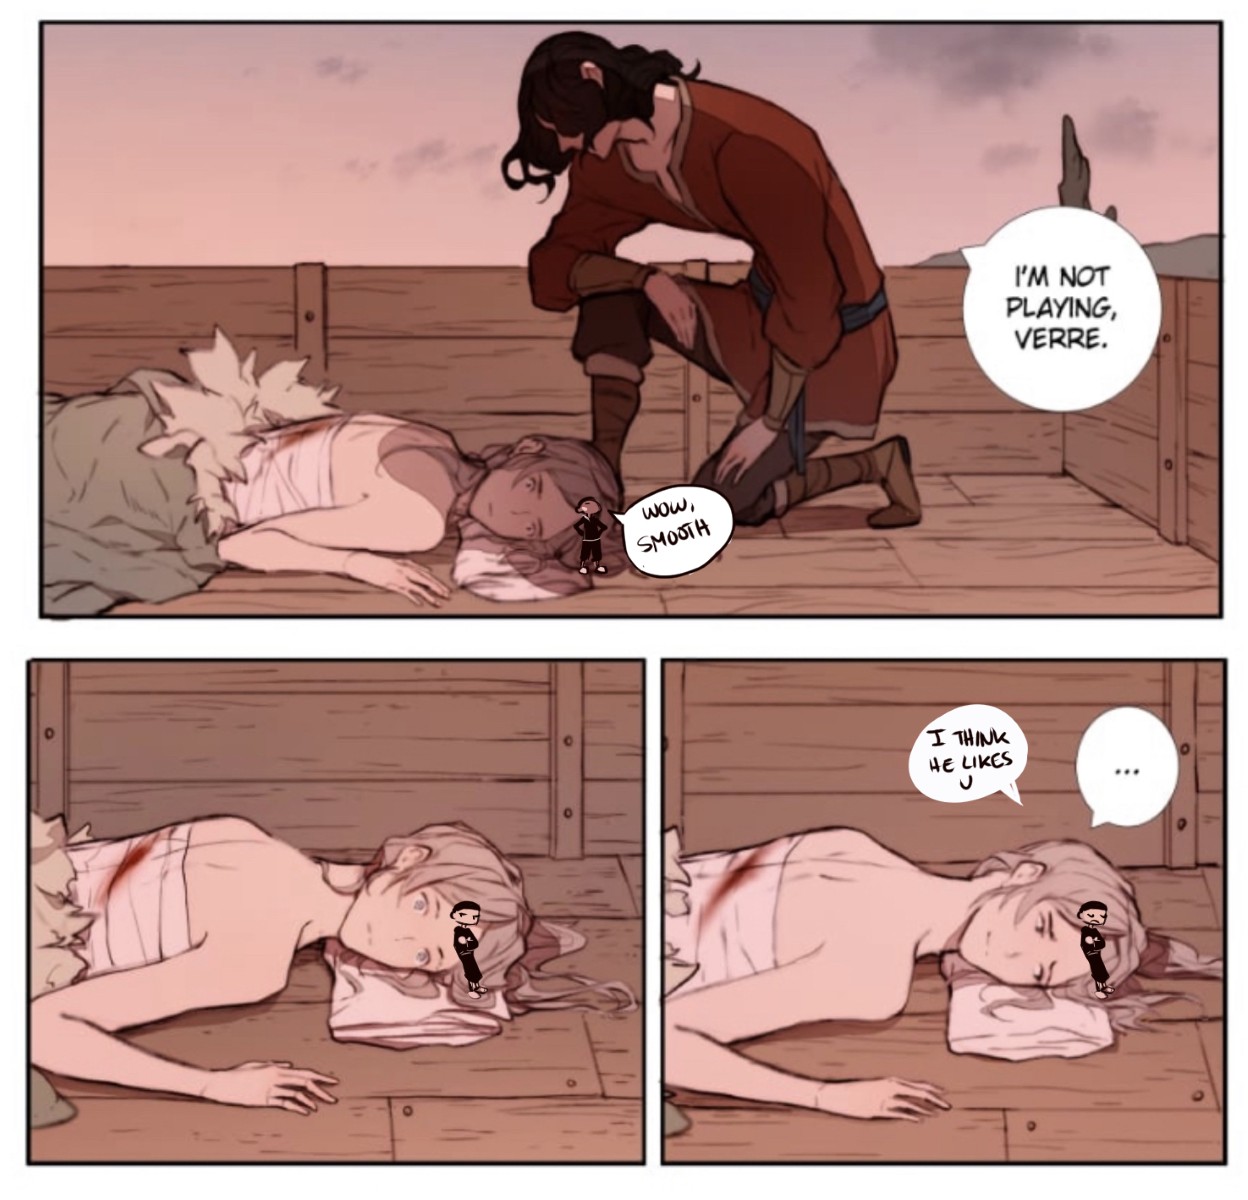 I'M NOT
PLAYING,
VERRE.
WOW,
SMOOTH
I THINK
HE LIKES
U
...